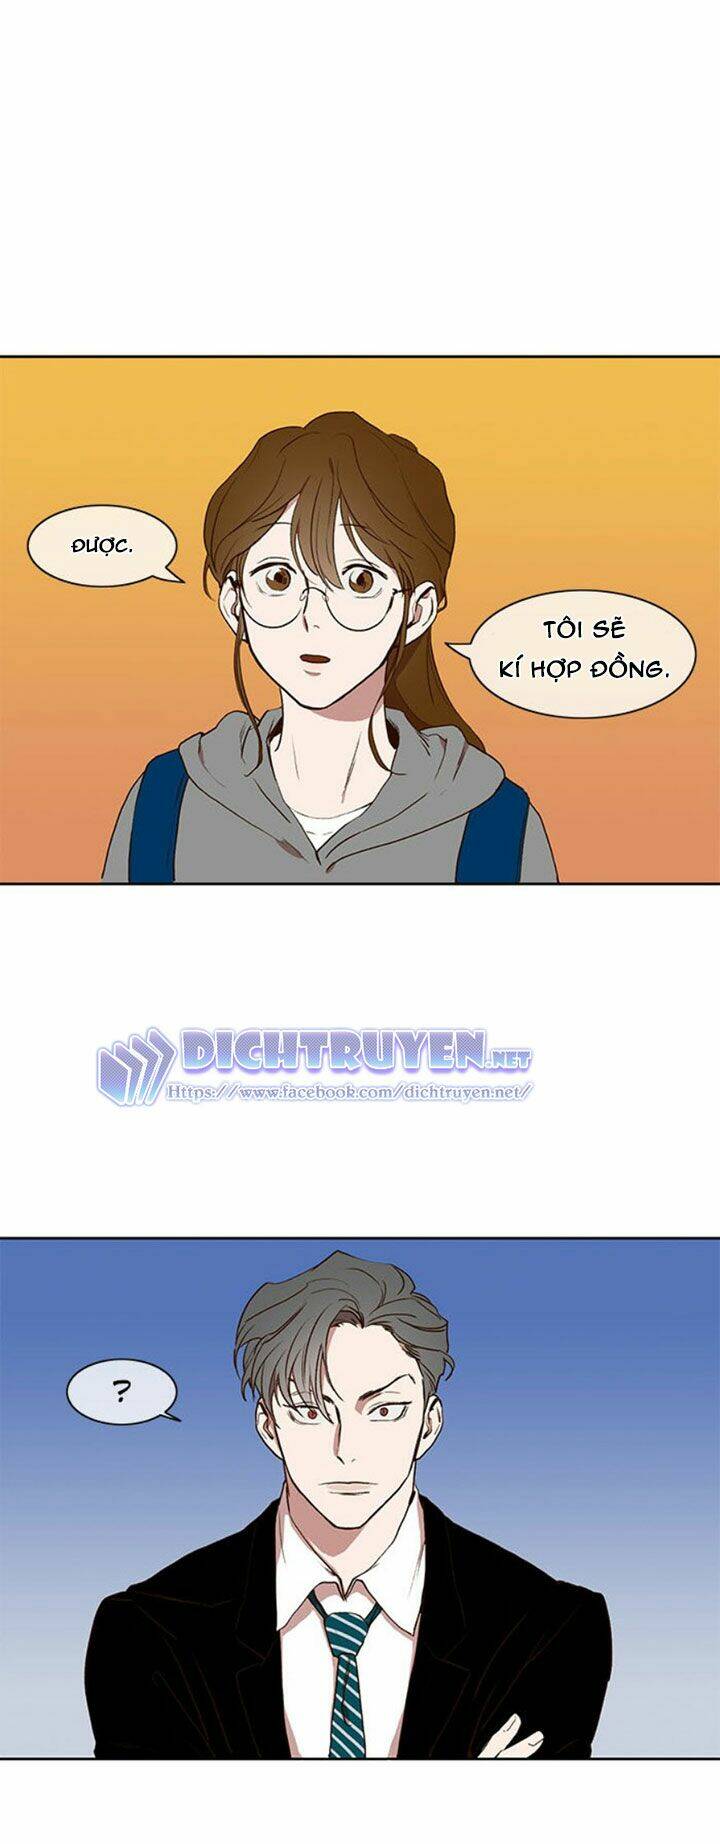 ĐƯỢC.
TÔI SẼ
KÍ HỢP ĐỒNG.
DICHTRUYEN.NET
Https://www.facebook.com/dichtruyen.net/
?